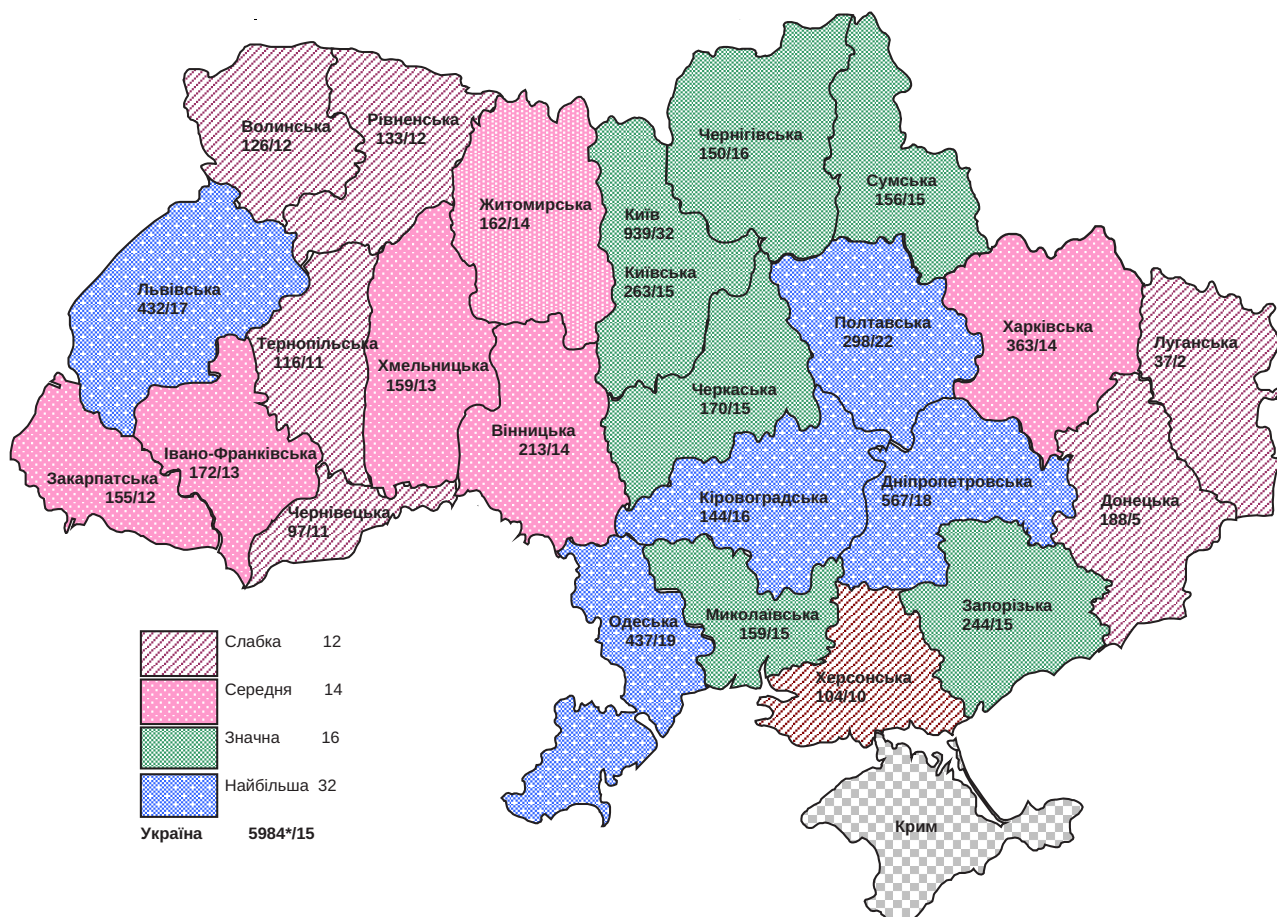 Волинська
126/12
Рівненська
133/12
Житомирська
162/14
Київ
939/32
Київська
263/15
Чернігівська
150/16
Сумська
156/15
Львівська
432/17
Тернопільська
116/11
Хмельницька
159/13
Вінницька
213/14
Черкаська
170/15
Полтавська
298/22
Харківська
363/14
Луганська
37/2
Закарпатська
155/12
Івано-Франківська
172/13
Чернівецька
97/11
Кіровоградська
144/16
Дніпропетровська
567/18
Донецька
188/5
Одеська
437/19
Миколаївська
159/15
Запорізька
244/15
Херсонська
104/10
Крим
Слабка 12
Середня 14
Значна 16
Найбільша 32
Україна 5984*/15